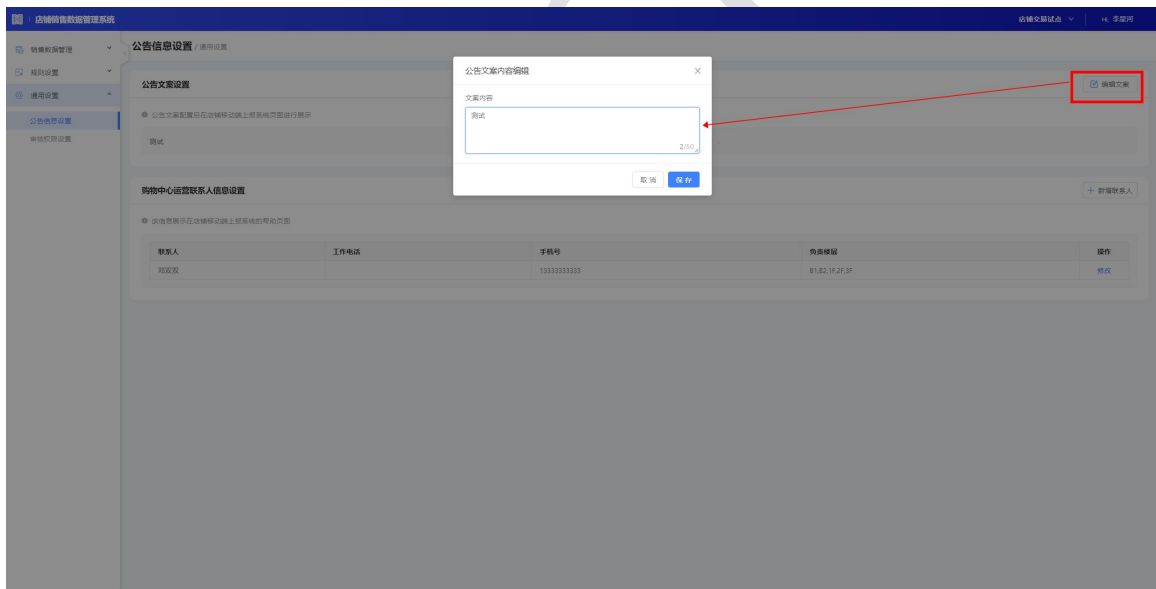 店铺销售数据管理系统
店铺交易试点
Hi, 李星河
销售数据管理
规则设置
通用设置
公告信息设置
审核权限设置
公告信息设置 / 通用设置
公告文案设置
编辑文案
公告文案配置后在店铺移动端上报系统页面进行展示
测试
公告文案内容编辑
文案内容
测试
2/50
取 消
保 存
购物中心运营联系人信息设置
+ 新增联系人
该信息展示在店铺移动端上报系统的帮助页面
联系人 工作电话 手机号 负责楼层 操作
邓双双 13333333333 B1,B2,1F,2F,3F 修改